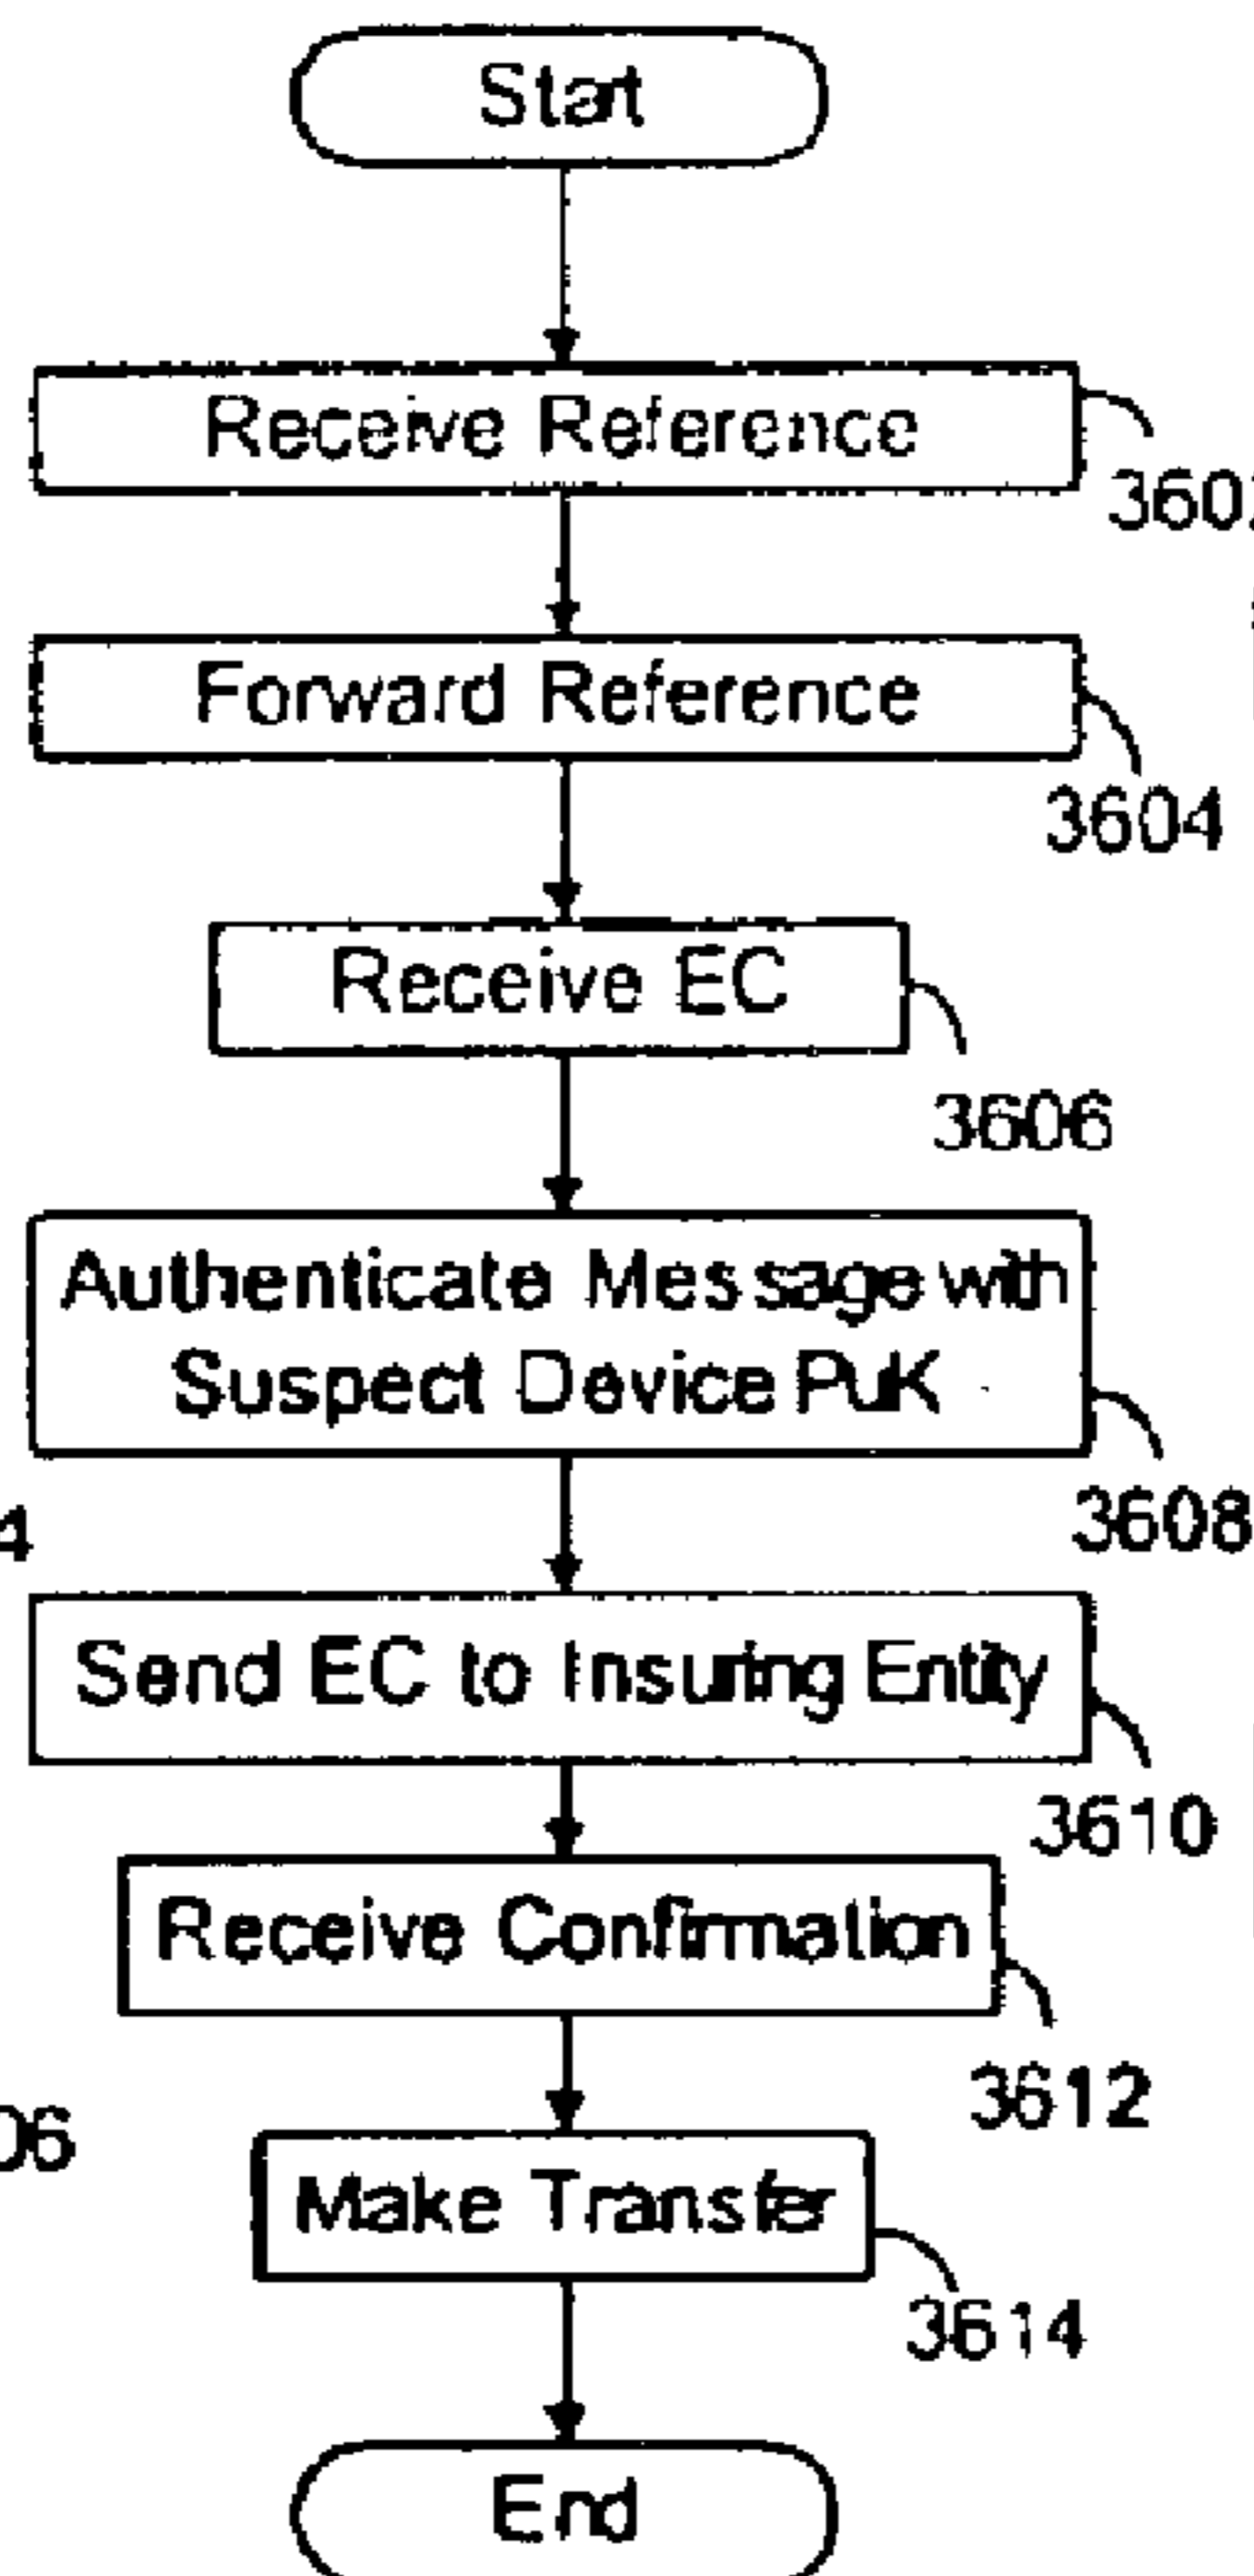 Start
Receive Reference
3602
Forward Reference
3604
Receive EC
3606
Authenticate Message with
Suspect Device PuK
3608
4
Send EC to Insuring Entity
3610
Receive Confirmation
3612
06
Make Transfer
3614
End